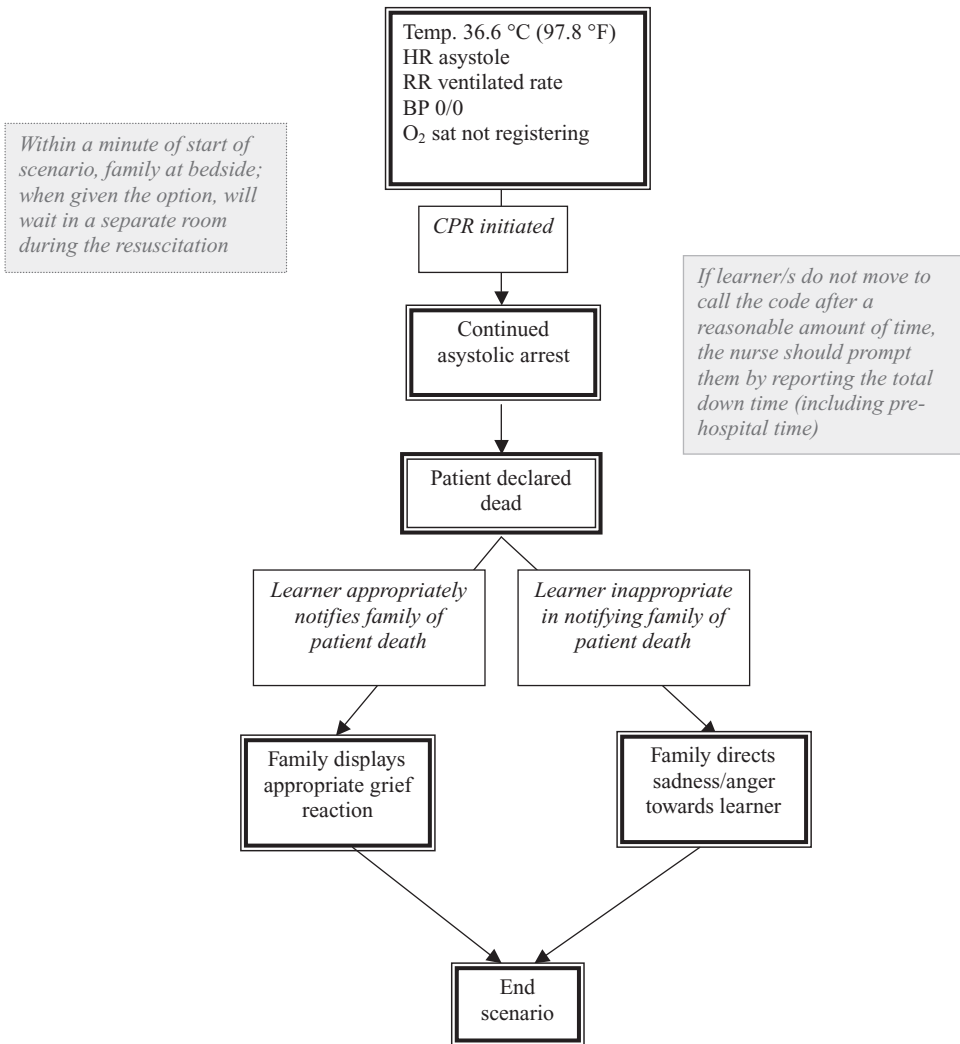 Temp. 36.6 °C (97.8 °F)
HR asystole
RR ventilated rate
BP 0/0
O₂ sat not registering
Within a minute of start of
scenario, family at bedside;
when given the option, will
wait in a separate room
during the resuscitation
CPR initiated
If learner/s do not move to
call the code after a
reasonable amount of time,
the nurse should prompt
them by reporting the total
down time (including pre-
hospital time)
Continued
asystolic arrest
Patient declared
dead
Learner appropriately
notifies family of
patient death
Learner inappropriate
in notifying family of
patient death
Family displays
appropriate grief
reaction
Family directs
sadness/anger
towards learner
End
scenario